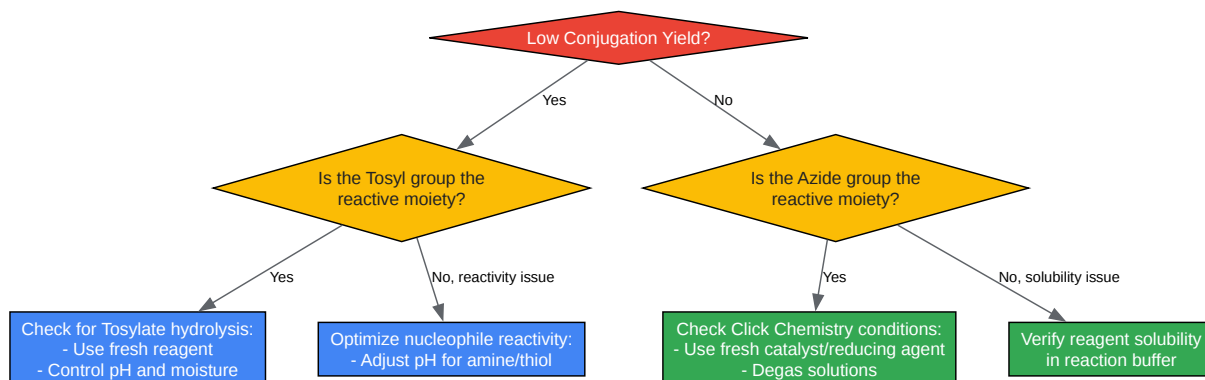 Low Conjugation Yield?
Yes
No
Is the Tosyl group the
reactive moiety?
Is the Azide group the
reactive moiety?
Yes
No, reactivity issue
Yes
No, solubility issue
Check for Tosylate hydrolysis:
- Use fresh reagent
- Control pH and moisture
Optimize nucleophile reactivity:
- Adjust pH for amine/thiol
Check Click Chemistry conditions:
- Use fresh catalyst/reducing agent
- Degas solutions
Verify reagent solubility
in reaction buffer